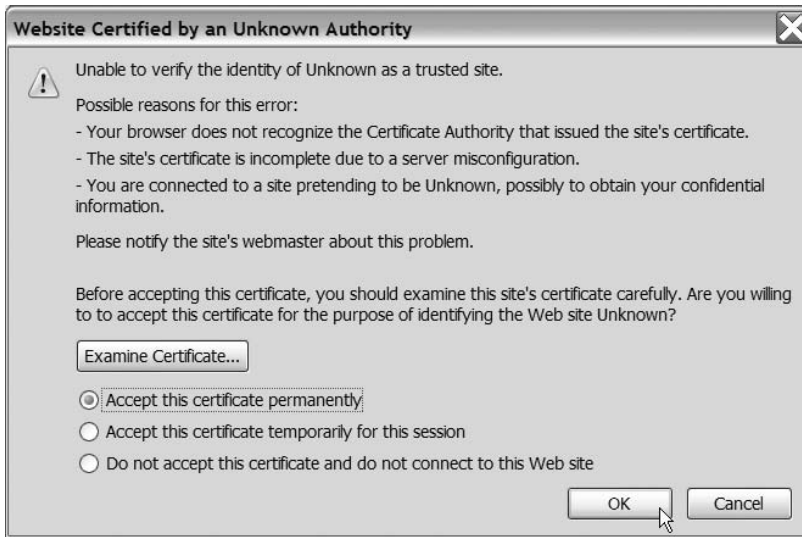 Website Certified by an Unknown Authority
Unable to verify the identity of Unknown as a trusted site.
Possible reasons for this error:
- Your browser does not recognize the Certificate Authority that issued the site's certificate.
- The site's certificate is incomplete due to a server misconfiguration.
- You are connected to a site pretending to be Unknown, possibly to obtain your confidential
information.
Please notify the site's webmaster about this problem.
Before accepting this certificate, you should examine this site's certificate carefully. Are you willing
to to accept this certificate for the purpose of identifying the Web site Unknown?
Examine Certificate...
Accept this certificate permanently
Accept this certificate temporarily for this session
Do not accept this certificate and do not connect to this Web site
OK Cancel